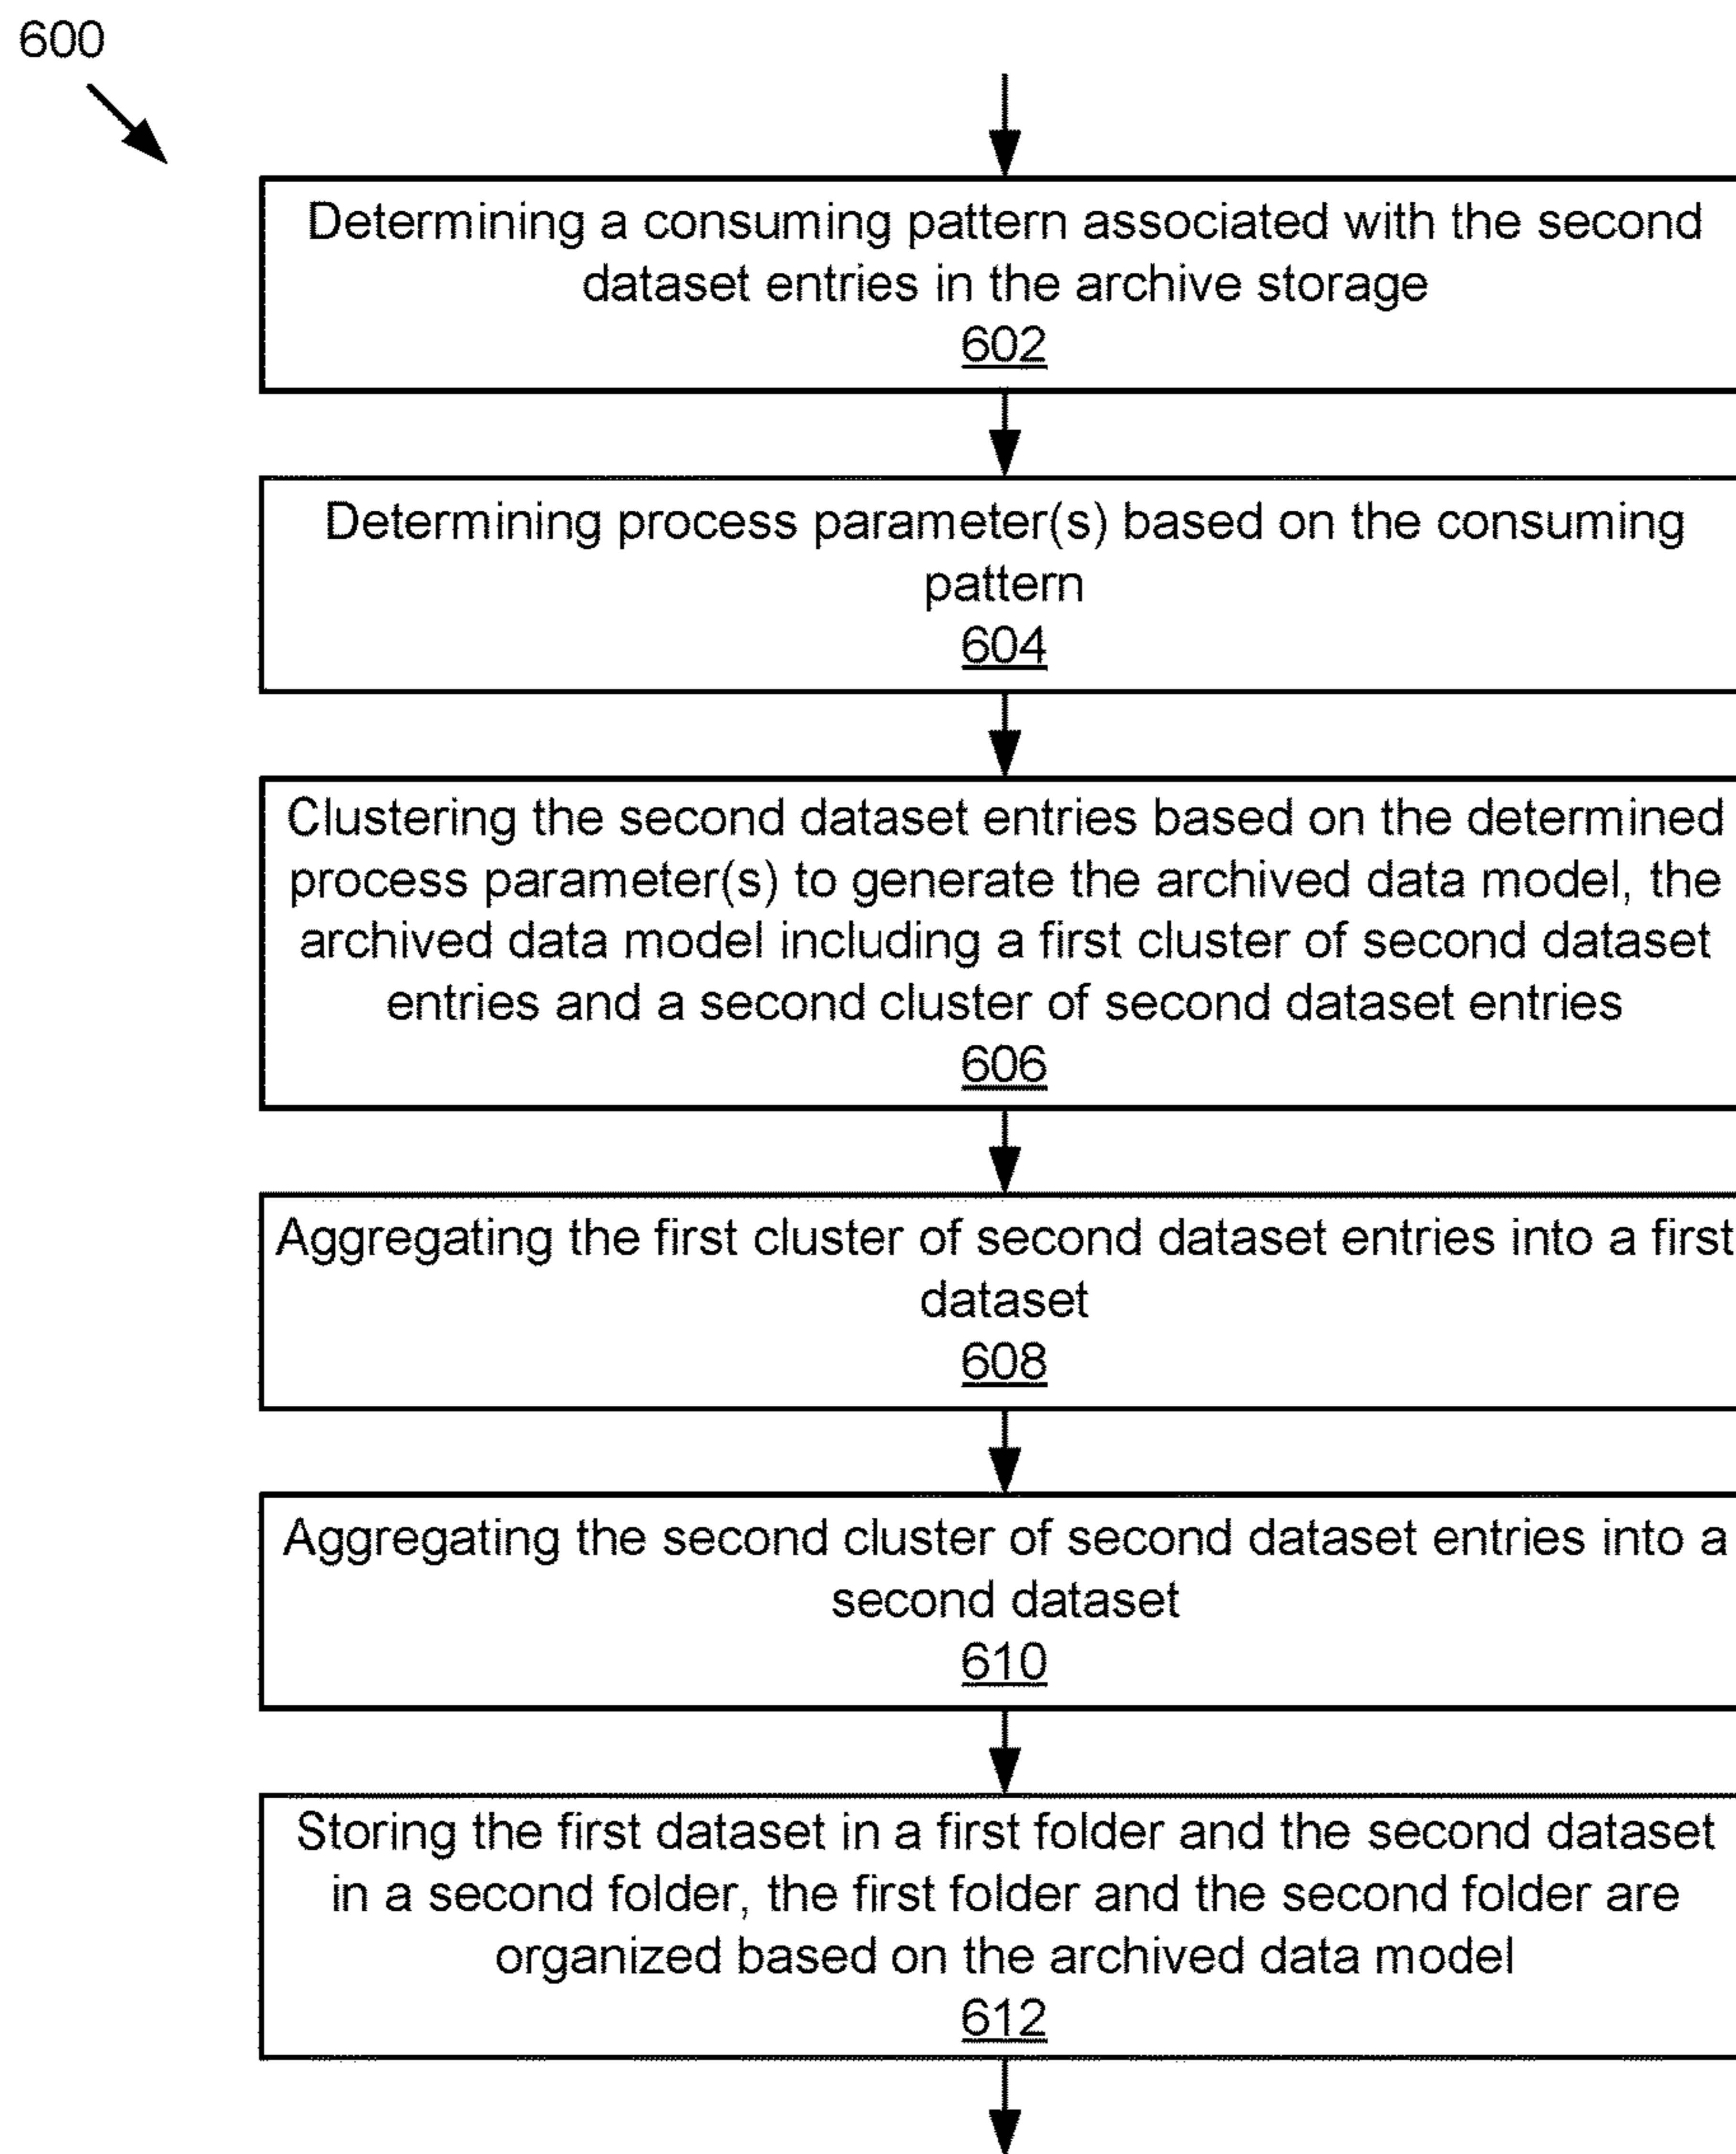 600
Determining a consuming pattern associated with the second
dataset entries in the archive storage
602
Determining process parameter(s) based on the consuming
pattern
604
Clustering the second dataset entries based on the determined
process parameter(s) to generate the archived data model, the
archived data model including a first cluster of second dataset
entries and a second cluster of second dataset entries
606
Aggregating the first cluster of second dataset entries into a first
dataset
608
Aggregating the second cluster of second dataset entries into a
second dataset
610
Storing the first dataset in a first folder and the second dataset
in a second folder, the first folder and the second folder are
organized based on the archived data model
612